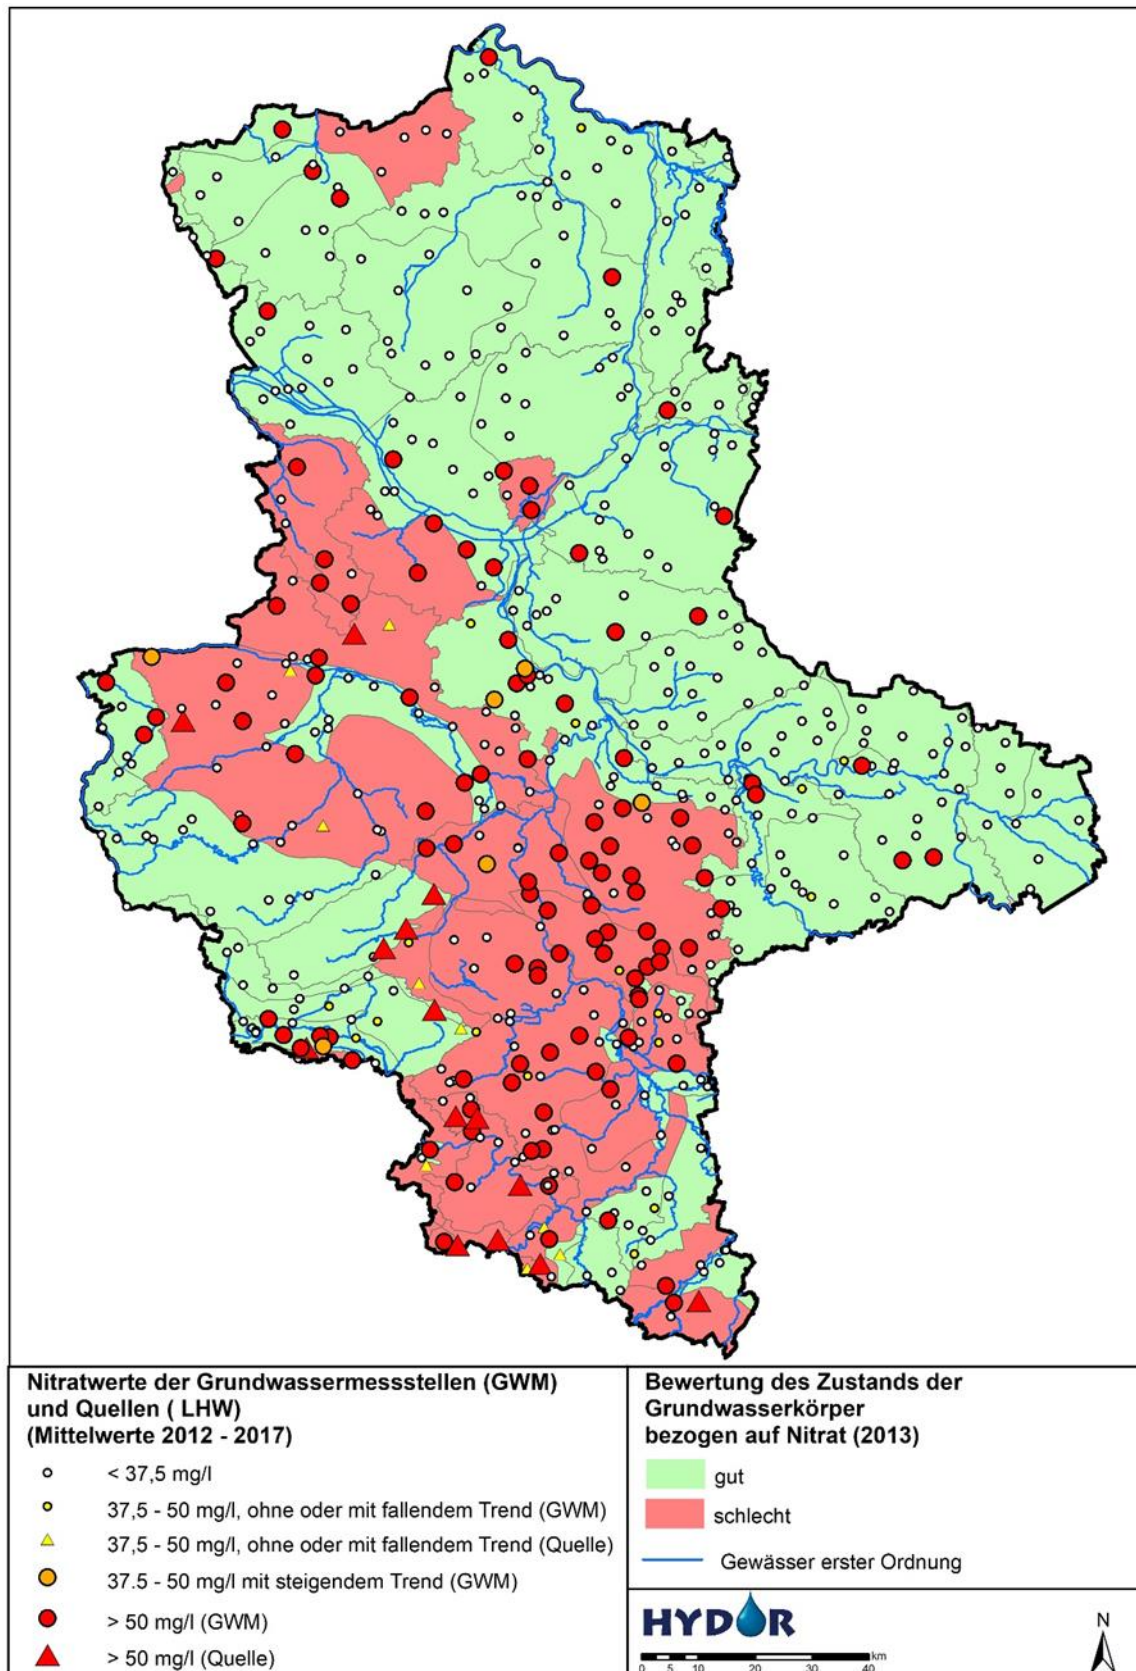 Nitratwerte der Grundwassermessstellen (GWM)
und Quellen ( LHW)
(Mittelwerte 2012 - 2017)
< 37,5 mg/l
37,5 - 50 mg/l, ohne oder mit fallendem Trend (GWM)
37,5 - 50 mg/l, ohne oder mit fallendem Trend (Quelle)
37.5 - 50 mg/l mit steigendem Trend (GWM)
> 50 mg/l (GWM)
> 50 mg/l (Quelle)
Bewertung des Zustands der
Grundwasserkörper
bezogen auf Nitrat (2013)
gut
schlecht
Gewässer erster Ordnung
HYDOR
N
km
0 5 10 20 30 40